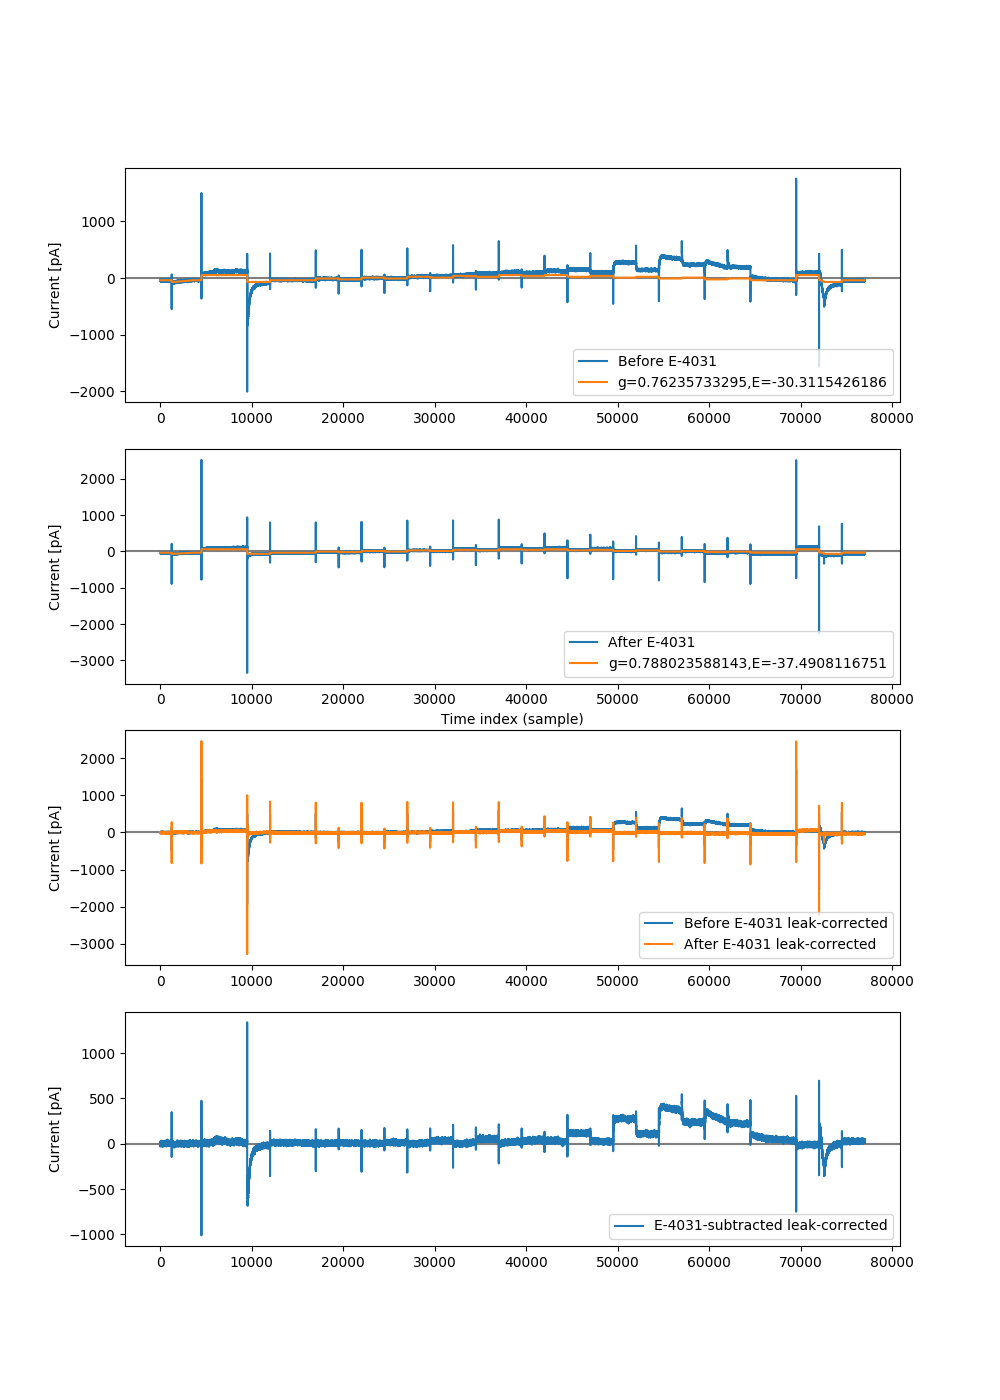 1000
0
−1000
−2000
Current [pA]
Before E-4031
g=0.76235733295,E=-30.3115426186
0 10000 20000 30000 40000 50000 60000 70000 80000
2000
1000
0
−1000
−2000
−3000
Current [pA]
After E-4031
g=0.788023588143,E=-37.4908116751
0 10000 20000 30000 40000 50000 60000 70000 80000
Time index (sample)
2000
1000
0
−1000
−2000
−3000
Current [pA]
Before E-4031 leak-corrected
After E-4031 leak-corrected
0 10000 20000 30000 40000 50000 60000 70000 80000
1000
500
0
−500
−1000
Current [pA]
E-4031-subtracted leak-corrected
0 10000 20000 30000 40000 50000 60000 70000 80000